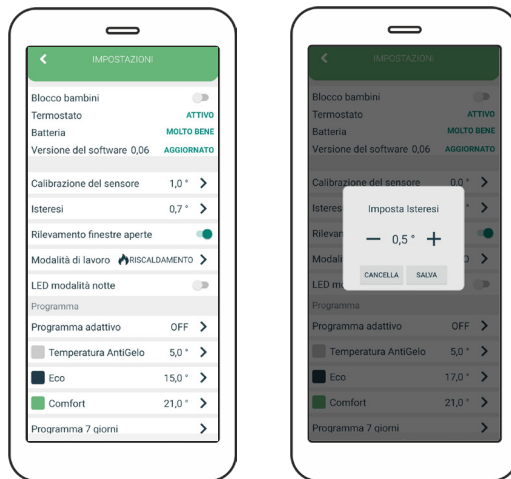 IMPOSTAZIONI
Blocco bambini
Termostato ATTIVO
Batteria MOLTO BENE
Versione del software 0,06 AGGIORNATO
Calibrazione del sensore 1,0 °
Isteresi 0,7 °
Rilevamento finestre aperte
Modalità di lavoro RISCALDAMENTO
LED modalità notte
Programma
Programma adattivo OFF
Temperatura AntiGelo 5,0 °
Eco 15,0 °
Comfort 21,0 °
Programma 7 giorni
IMPOSTAZIONI
Blocco bambini
Termostato ATTIVO
Batteria MOLTO BENE
Versione del software 0,06 AGGIORNATO
Calibrazione del sensore 0,0 °
Isteres °
Imposta Isteresi
Rilevam
− 0,5 ° +
Modali O
CANCELLA SALVA
LED m
Programma
Programma adattivo OFF
Temperatura AntiGelo 5,0 °
Eco 17,0 °
Comfort 21,0 °
Programma 7 giorni